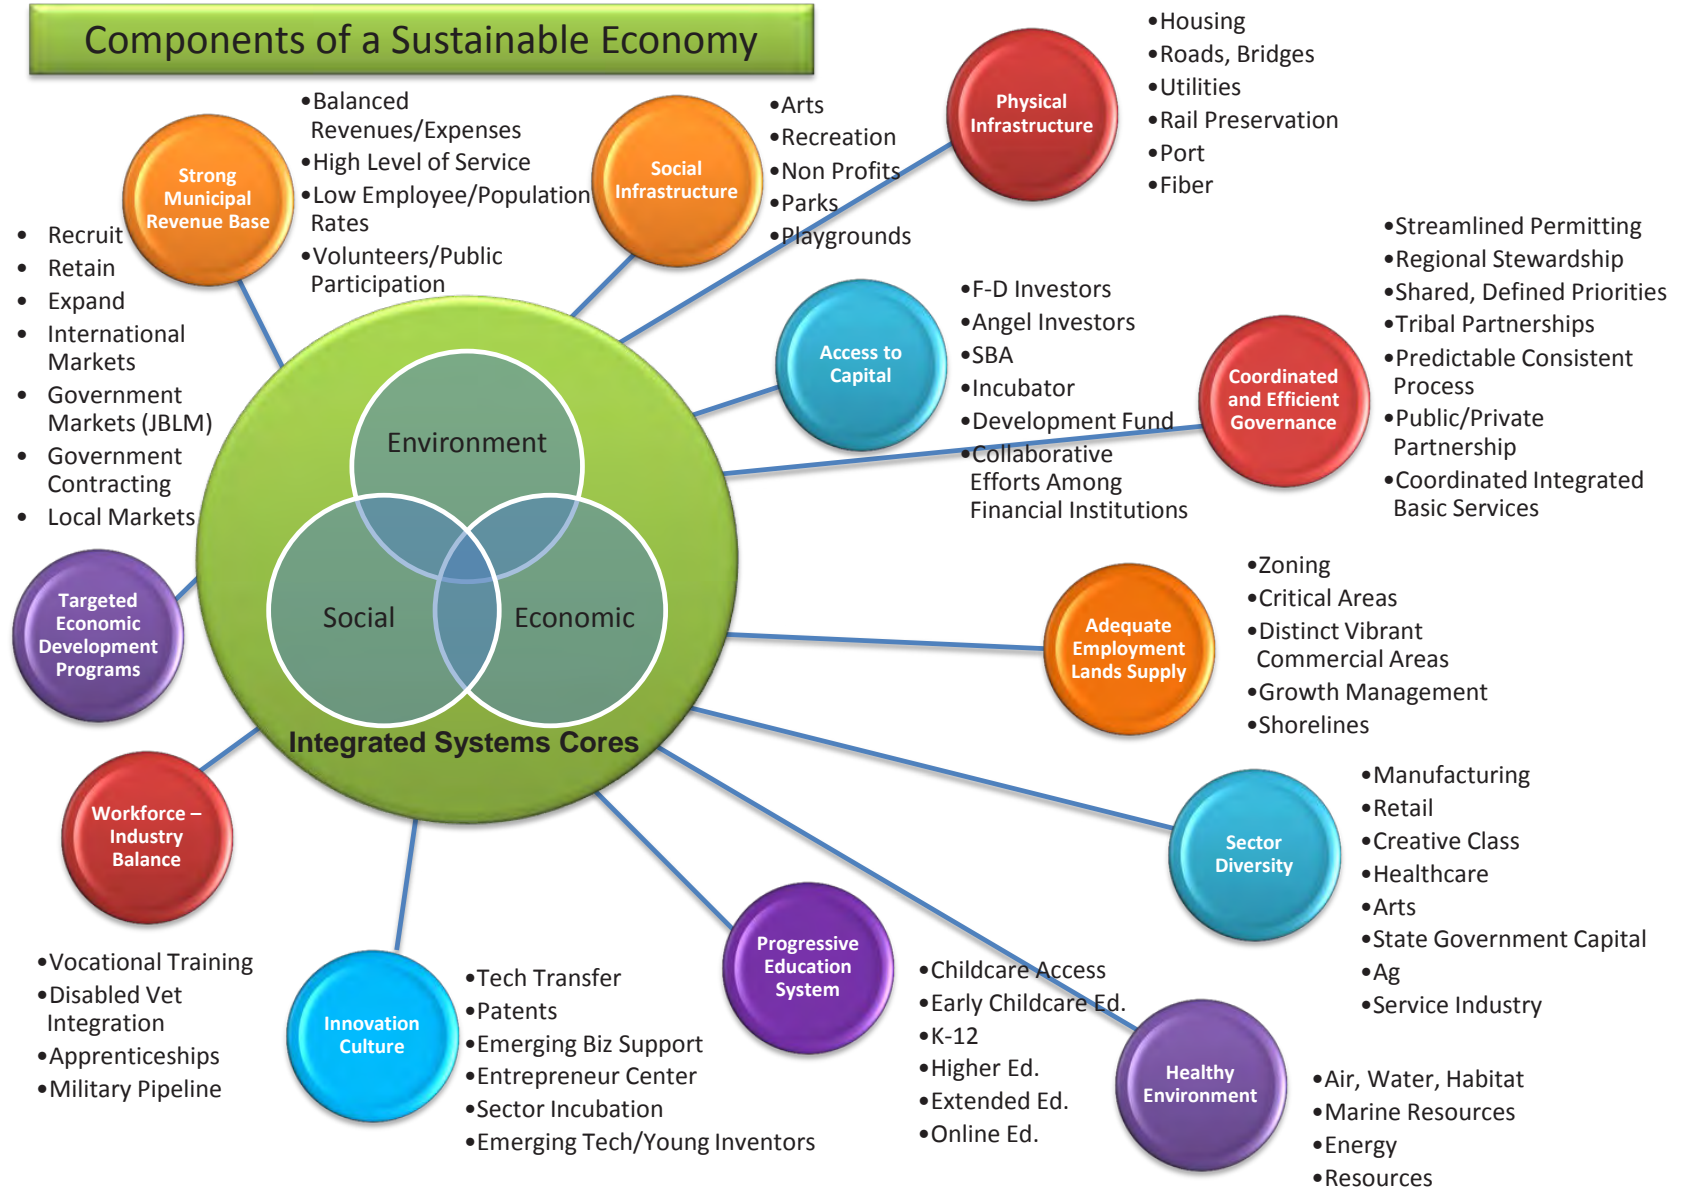 Components of a Sustainable Economy
Strong
Municipal
Revenue Base
•Balanced
Revenues/Expenses
•High Level of Service
•Low Employee/Population
Rates
•Volunteers/Public
Participation
Social
Infrastructure
•Arts
•Recreation
•Non Profits
•Parks
•Playgrounds
Physical
Infrastructure
•Housing
•Roads, Bridges
•Utilities
•Rail Preservation
•Port
•Fiber
Access to
Capital
•F-D Investors
•Angel Investors
•SBA
•Incubator
•Development Fund
•Collaborative
Efforts Among
Financial Institutions
Coordinated
and Efficient
Governance
•Streamlined Permitting
•Regional Stewardship
•Shared, Defined Priorities
•Tribal Partnerships
•Predictable Consistent
Process
•Public/Private
Partnership
•Coordinated Integrated
Basic Services
• Recruit
• Retain
• Expand
• International
Markets
• Government
Markets (JBLM)
• Government
Contracting
• Local Markets
Targeted
Economic
Development
Programs
Environment
Social
Economic
Integrated Systems Cores
Adequate
Employment
Lands Supply
•Zoning
•Critical Areas
•Distinct Vibrant
Commercial Areas
•Growth Management
•Shorelines
Workforce –
Industry
Balance
•Vocational Training
•Disabled Vet
Integration
•Apprenticeships
•Military Pipeline
Innovation
Culture
•Tech Transfer
•Patents
•Emerging Biz Support
•Entrepreneur Center
•Sector Incubation
•Emerging Tech/Young Inventors
Progressive
Education
System
•Childcare Access
•Early Childcare Ed.
•K-12
•Higher Ed.
•Extended Ed.
•Online Ed.
Sector
Diversity
•Manufacturing
•Retail
•Creative Class
•Healthcare
•Arts
•State Government Capital
•Ag
•Service Industry
Healthy
Environment
•Air, Water, Habitat
•Marine Resources
•Energy
•Resources